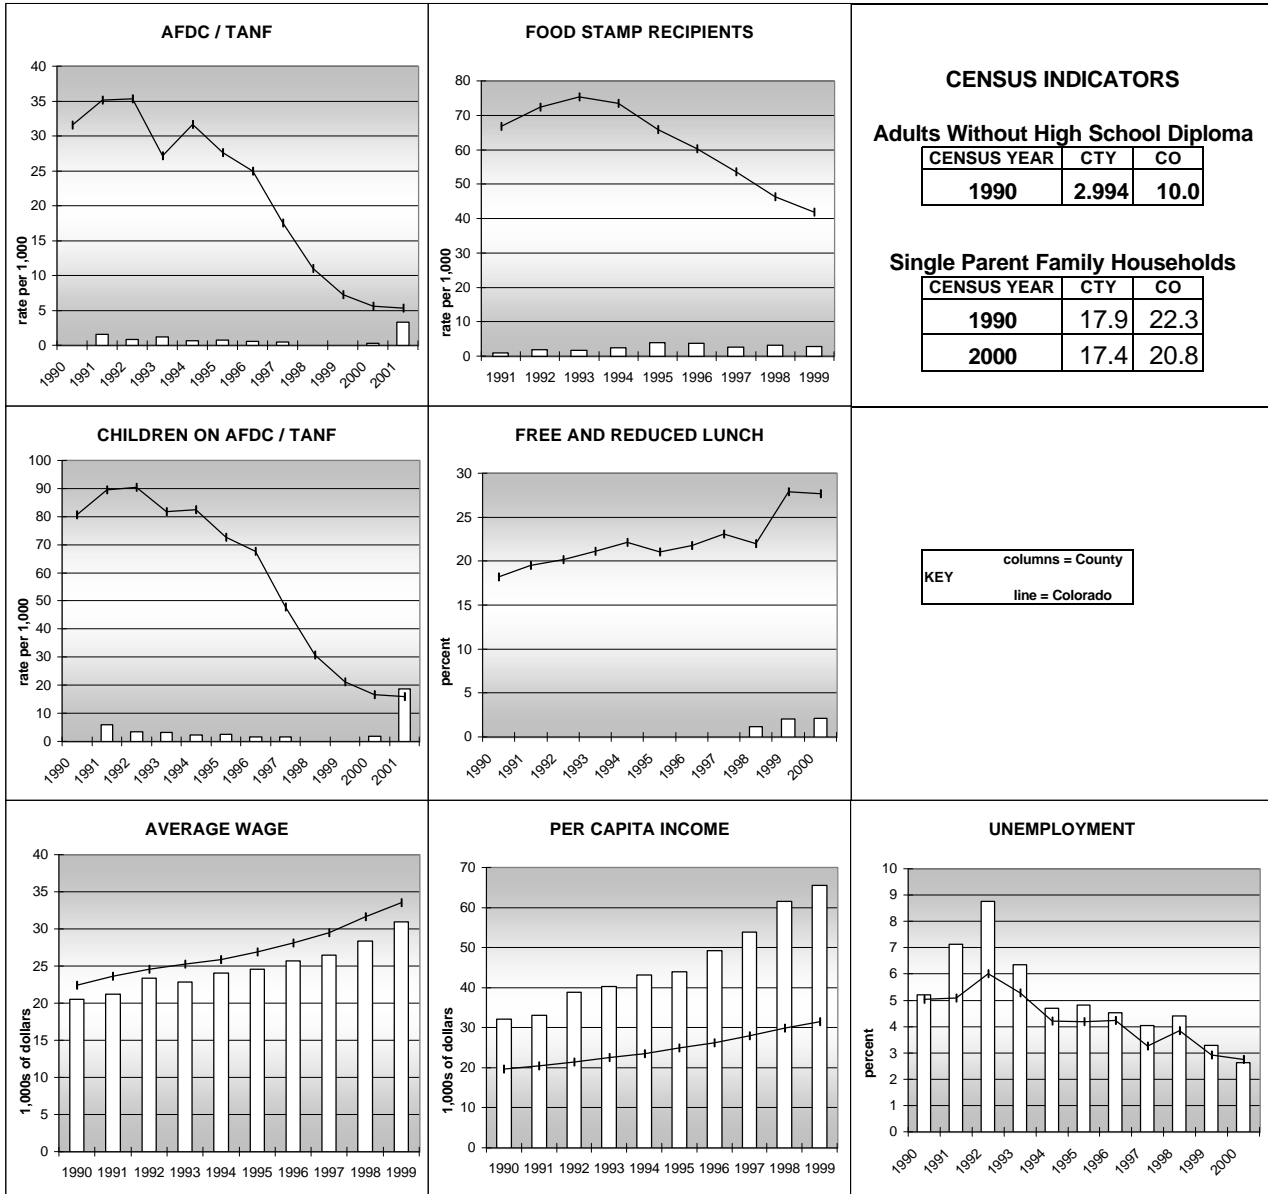 AFDC / TANF
40
35
30
25
20
15
10
5
0
rate per 1,000
1990 1991 1992 1993 1994 1995 1996 1997 1998 1999 2000 2001
FOOD STAMP RECIPIENTS
80
70
60
50
40
30
20
10
0
rate per 1,000
1991 1992 1993 1994 1995 1996 1997 1998 1999
CENSUS INDICATORS
Adults Without High School Diploma
CENSUS YEAR CTY CO
1990 2.994 10.0
Single Parent Family Households
CENSUS YEAR CTY CO
1990 17.9 22.3
2000 17.4 20.8
CHILDREN ON AFDC / TANF
100
90
80
70
60
50
40
30
20
10
0
rate per 1,000
1990 1991 1992 1993 1994 1995 1996 1997 1998 1999 2000 2001
FREE AND REDUCED LUNCH
30
25
20
15
10
5
0
percent
1990 1991 1992 1993 1994 1995 1996 1997 1998 1999 2000
columns = County
KEY
line = Colorado
AVERAGE WAGE
40
35
30
25
20
15
10
5
0
1,000s of dollars
1990 1991 1992 1993 1994 1995 1996 1997 1998 1999
PER CAPITA INCOME
70
60
50
40
30
20
10
0
1,000s of dollars
1990 1991 1992 1993 1994 1995 1996 1997 1998 1999
UNEMPLOYMENT
10
9
8
7
6
5
4
3
2
1
0
percent
1990 1991 1992 1993 1994 1995 1996 1997 1998 1999 2000